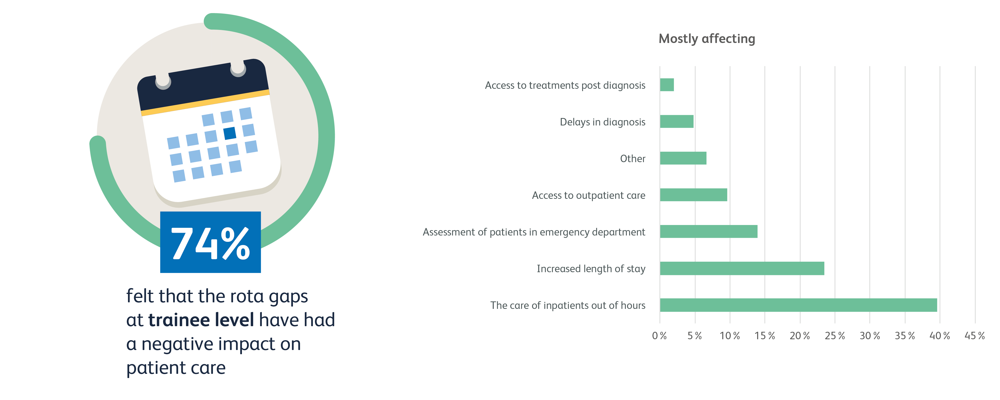 74%
felt that the rota gaps
at trainee level have had
a negative impact on
patient care
Mostly affecting
Access to treatments post diagnosis
Delays in diagnosis
Other
Access to outpatient care
Assessment of patients in emergency department
Increased length of stay
The care of inpatients out of hours
0% 5% 10% 15% 20% 25% 30% 35% 40% 45%